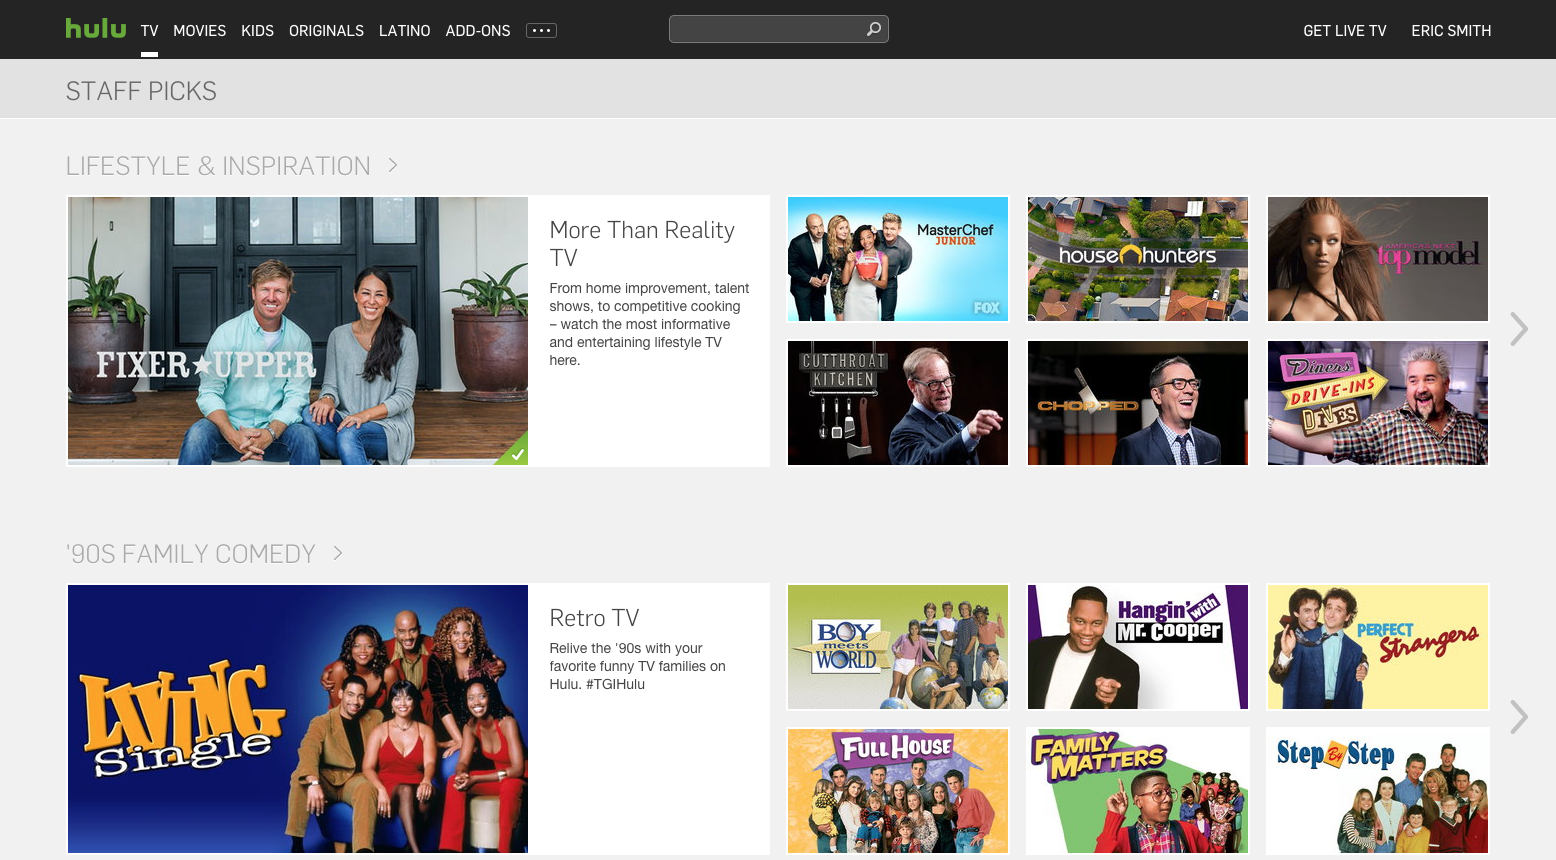 hulu TV MOVIES KIDS ORIGINALS LATINO ADD-ONS GET LIVE TV ERIC SMITH
STAFF PICKS
LIFESTYLE & INSPIRATION
FIXER UPPER
More Than Reality
TV
From home improvement, talent
shows, to competitive cooking
– watch the most informative
and entertaining lifestyle TV
here.
MasterChef
JUNIOR
FOX
house hunters
AMERICA'S NEXT
top model
CUTTHROAT
KITCHEN
CHOPPED
Diners
DRIVE-INS
DIVES
'90S FAMILY COMEDY
LIVING
Single
Retro TV
Relive the '90s with your
favorite funny TV families on
Hulu. #TGIHulu
BOY
meets
WORLD
Hangin' with
Mr. Cooper
PERFECT
Strangers
FULL HOUSE
FAMILY
MATTERS
Step By Step